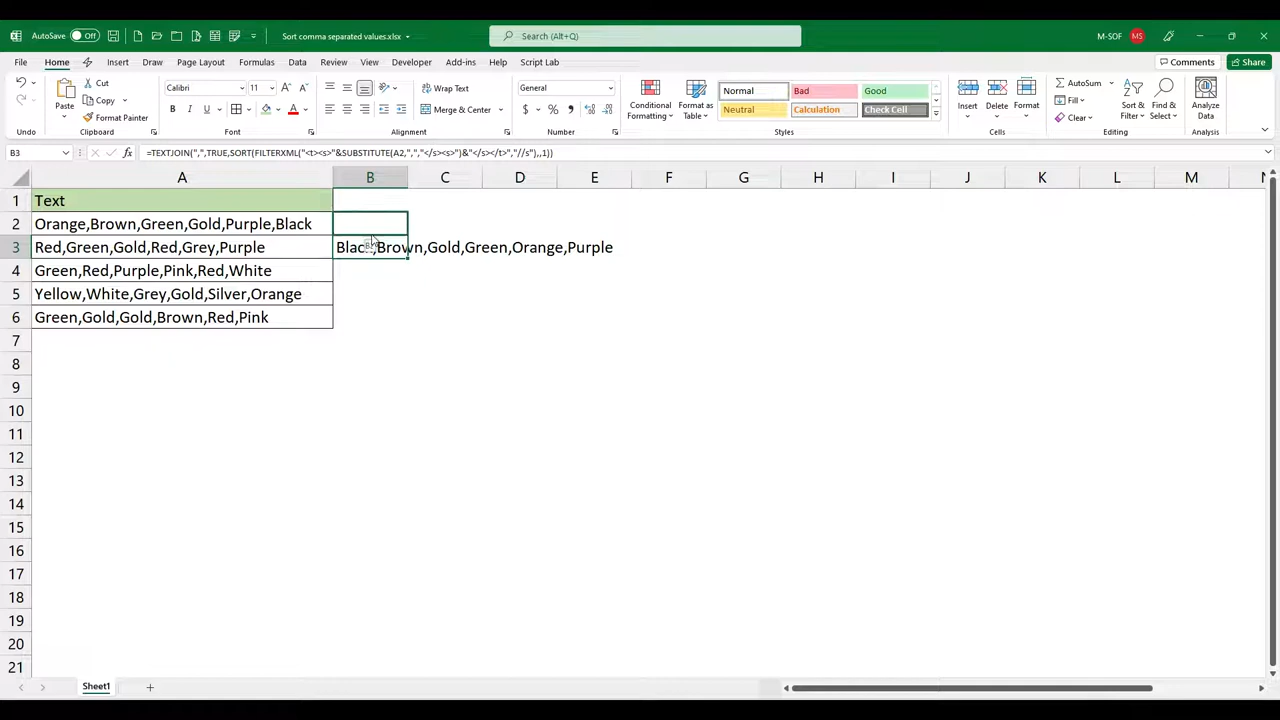 AutoSave Off Sort comma separated values.xlsx Search (Alt+Q) M-SOF MS
File Home Insert Draw Page Layout Formulas Data Review View Developer Add-ins Help Script Lab Comments Share
Paste Cut Copy Format Painter
Calibri 11
B I U
Wrap Text
Merge & Center
General
$ % ,
Conditional Formatting
Format as Table
Normal Bad Good
Neutral Calculation Check Cell
Insert Delete Format
AutoSum
Fill
Clear
Sort & Filter
Find & Select
Analyze Data
Undo Clipboard Font Alignment Number Styles Cells Editing Analysis
B3 fx =TEXTJOIN(",",TRUE,SORT(FILTERXML("<t><s>"&SUBSTITUTE(A2,",","</s><s>")&"</s></t>","//s"),,1))
A B C D E F G H I J K L M N
1 Text
2 Orange,Brown,Green,Gold,Purple,Black
3 Red,Green,Gold,Red,Grey,Purple Black,Brown,Gold,Green,Orange,Purple
4 Green,Red,Purple,Pink,Red,White
5 Yellow,White,Grey,Gold,Silver,Orange
6 Green,Gold,Gold,Brown,Red,Pink
7
8
9
10
11
12
13
14
15
16
17
18
19
20
21
Sheet1